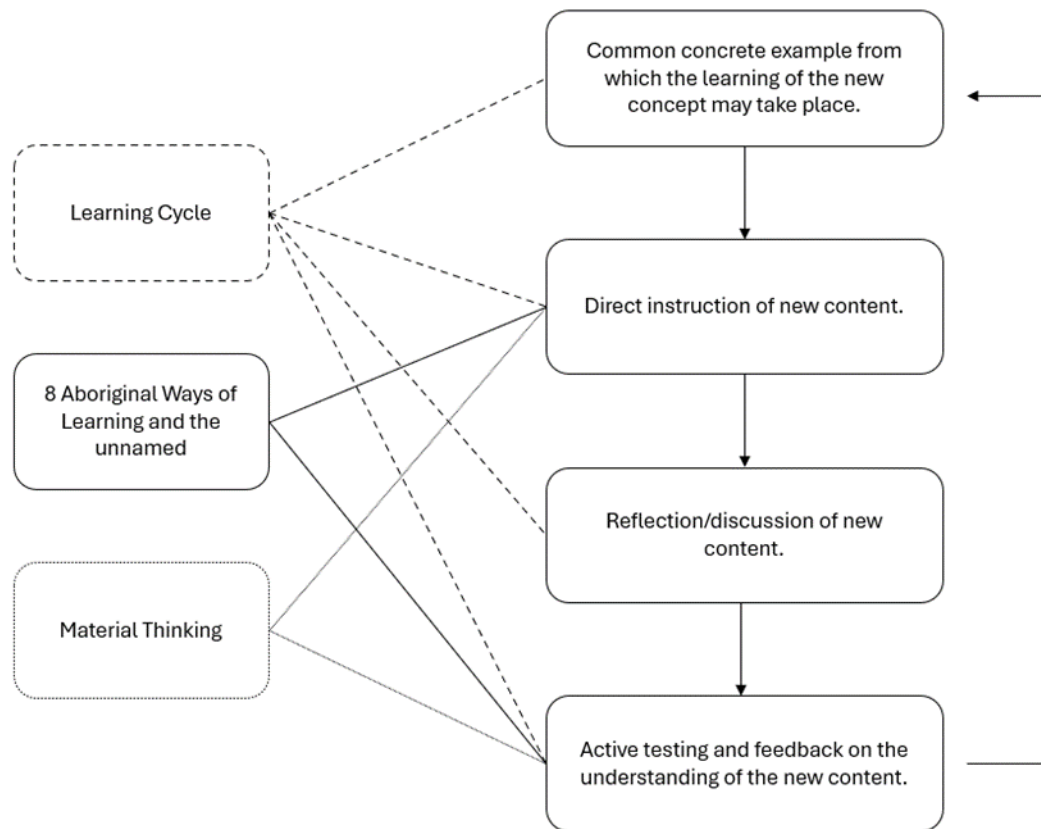 Common concrete example from
which the learning of the new
concept may take place.
Learning Cycle
Direct instruction of new content.
8 Aboriginal Ways of
Learning and the
unnamed
Reflection/discussion of new
content.
Material Thinking
Active testing and feedback on the
understanding of the new content.